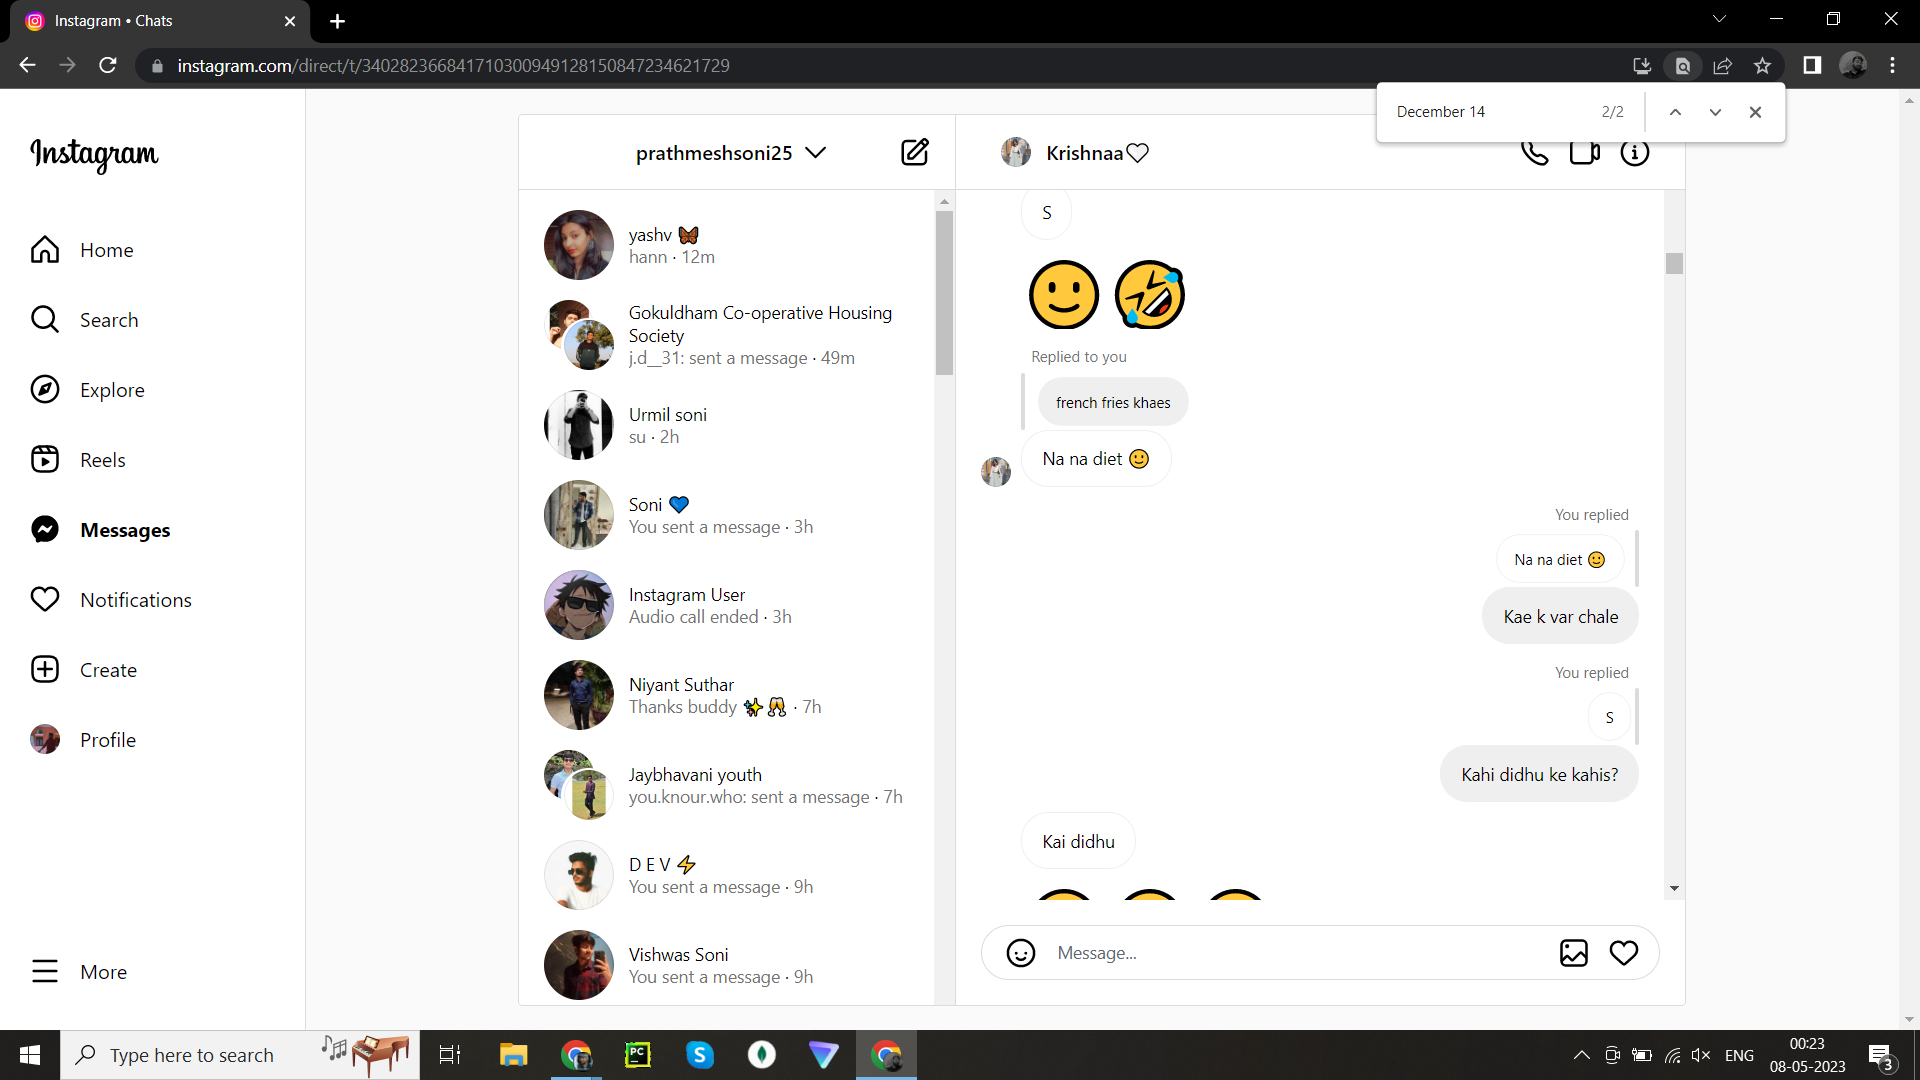 Instagram • Chats
instagram.com/direct/t/340282366841710300949128150847234621729
December 14
2/2
Instagram
Home
Search
Explore
Reels
Messages
Notifications
Create
Profile
More
prathmeshsoni25
yashv 🦋
hann · 12m
Gokuldham Co-operative Housing
Society
j.d__31: sent a message · 49m
Urmil soni
su · 2h
Soni 💙
You sent a message · 3h
Instagram User
Audio call ended · 3h
Niyant Suthar
Thanks buddy ✨🥂 · 7h
Jaybhavani youth
you.knour.who: sent a message · 7h
D E V ⚡
You sent a message · 9h
Vishwas Soni
You sent a message · 9h
Krishnaa♡
S
🙂 🤣
Replied to you
french fries khaes
Na na diet 🙂
You replied
Na na diet 🙂
Kae k var chale
You replied
S
Kahi didhu ke kahis?
Kai didhu
Message...
Type here to search
PC
S
ENG
00:23
08-05-2023
3